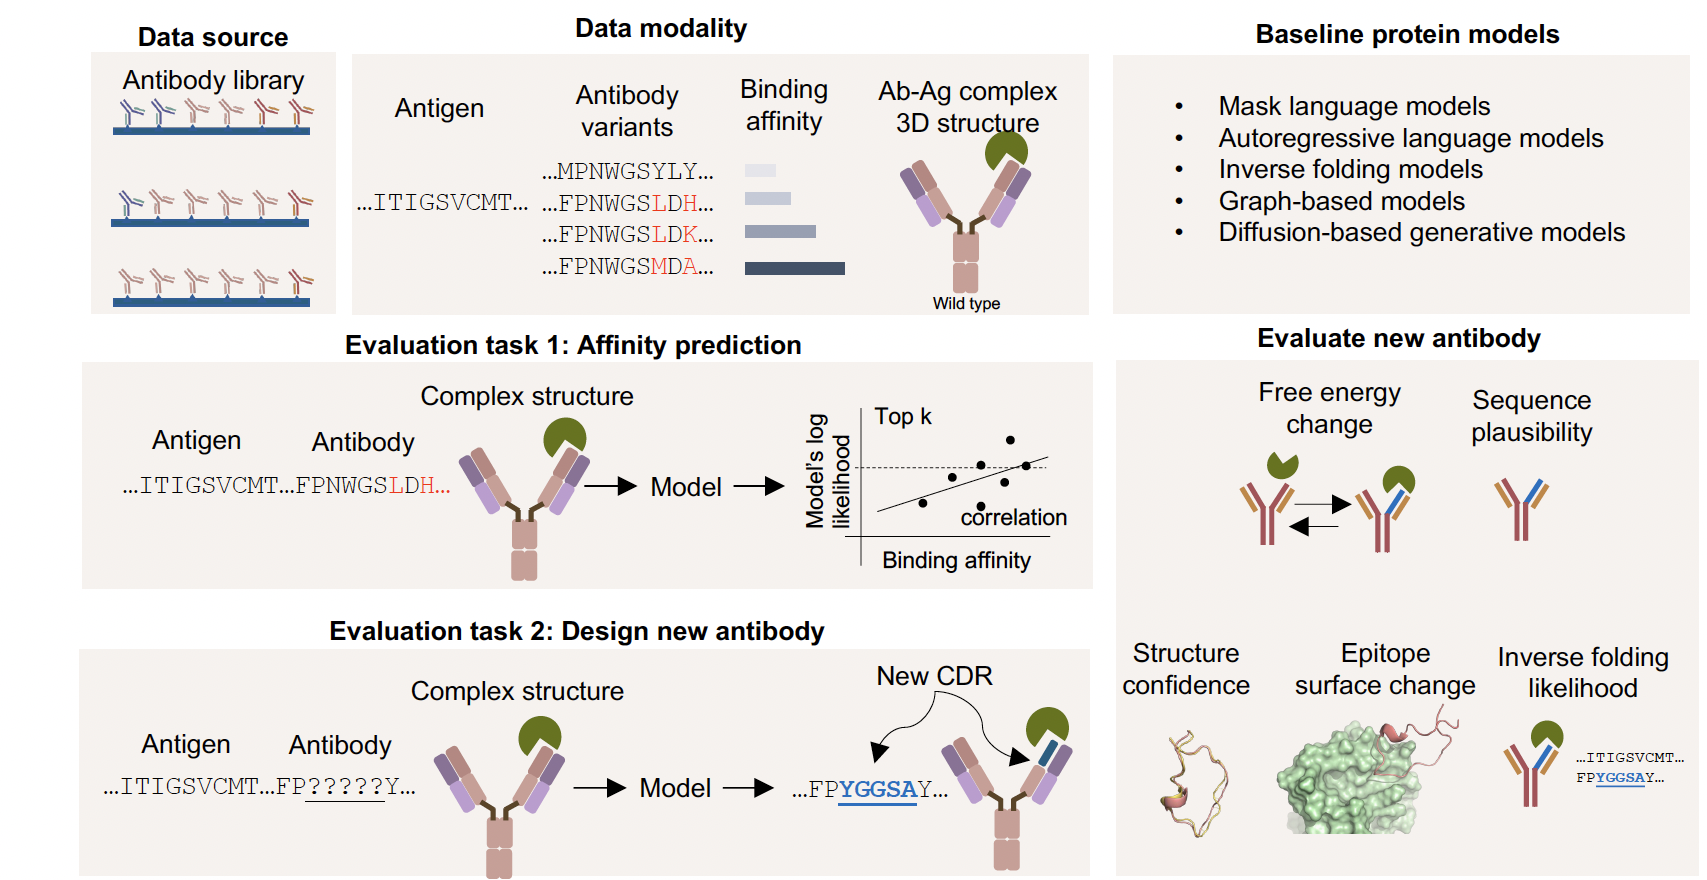 Data source
Antibody library
Data modality
Antigen
Antibody
variants
Binding
affinity
Ab-Ag complex
3D structure
...MPNWGSYLY...
...ITIGSVCMT...
...FPNWGSLDH...
...FPNWGSLDK...
...FPNWGSMDA...
Wild type
Baseline protein models
• Mask language models
• Autoregressive language models
• Inverse folding models
• Graph-based models
• Diffusion-based generative models
Evaluation task 1: Affinity prediction
Complex structure
Antigen
Antibody
...ITIGSVCMT...FPNWGSLDH...
Model
Model's log
likelihood
Top k
correlation
Binding affinity
Evaluation task 2: Design new antibody
Complex structure
Antigen
Antibody
...ITIGSVCMT...FP?????Y...
Model
New CDR
...FPYGGSAY...
Evaluate new antibody
Free energy
change
Sequence
plausibility
Structure
confidence
Epitope
surface change
Inverse folding
likelihood
...ITIGSVCMT...
FPYGGSAY...